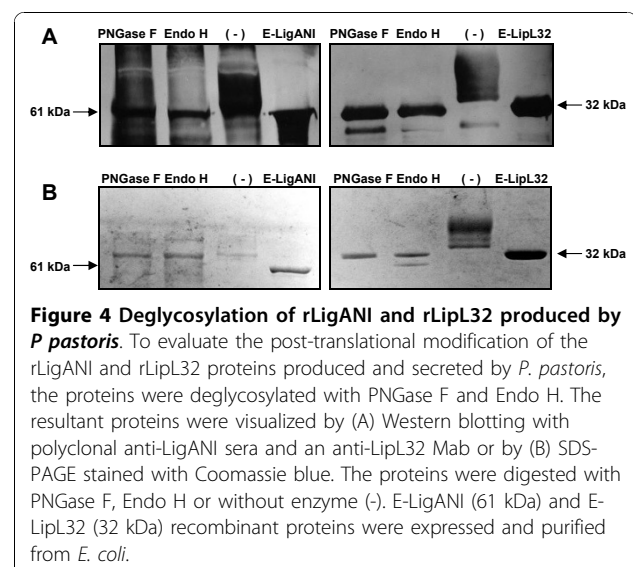 A
PNGase F Endo H (-) E-LigANI PNGase F Endo H (-) E-LipL32
61 kDa 32 kDa
B
PNGase F Endo H (-) E-LigANI PNGase F Endo H (-) E-LipL32
61 kDa 32 kDa
Figure 4 Deglycosylation of rLigANI and rLipL32 produced by
P pastoris. To evaluate the post-translational modification of the
rLigANI and rLipL32 proteins produced and secreted by P. pastoris,
the proteins were deglycosylated with PNGase F and Endo H. The
resultant proteins were visualized by (A) Western blotting with
polyclonal anti-LigANI sera and an anti-LipL32 Mab or by (B) SDS-
PAGE stained with Coomassie blue. The proteins were digested with
PNGase F, Endo H or without enzyme (-). E-LigANI (61 kDa) and E-
LipL32 (32 kDa) recombinant proteins were expressed and purified
from E. coli.